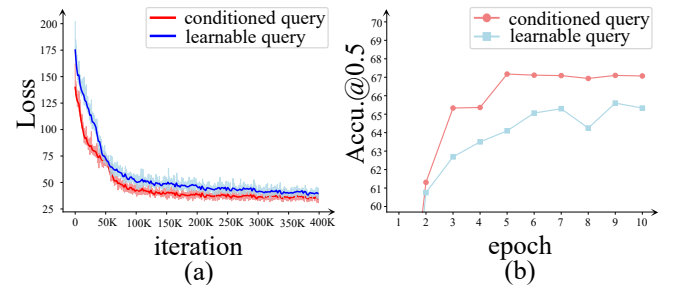 conditioned query
learnable query
200
175
150
125
100
75
50
25
Loss
0 50K 100K 150K 200K 250K 300K 350K 400K
iteration
(a)
conditioned query
learnable query
70
69
68
67
66
65
64
63
62
61
60
Accu.@0.5
1 2 3 4 5 6 7 8 9 10
epoch
(b)